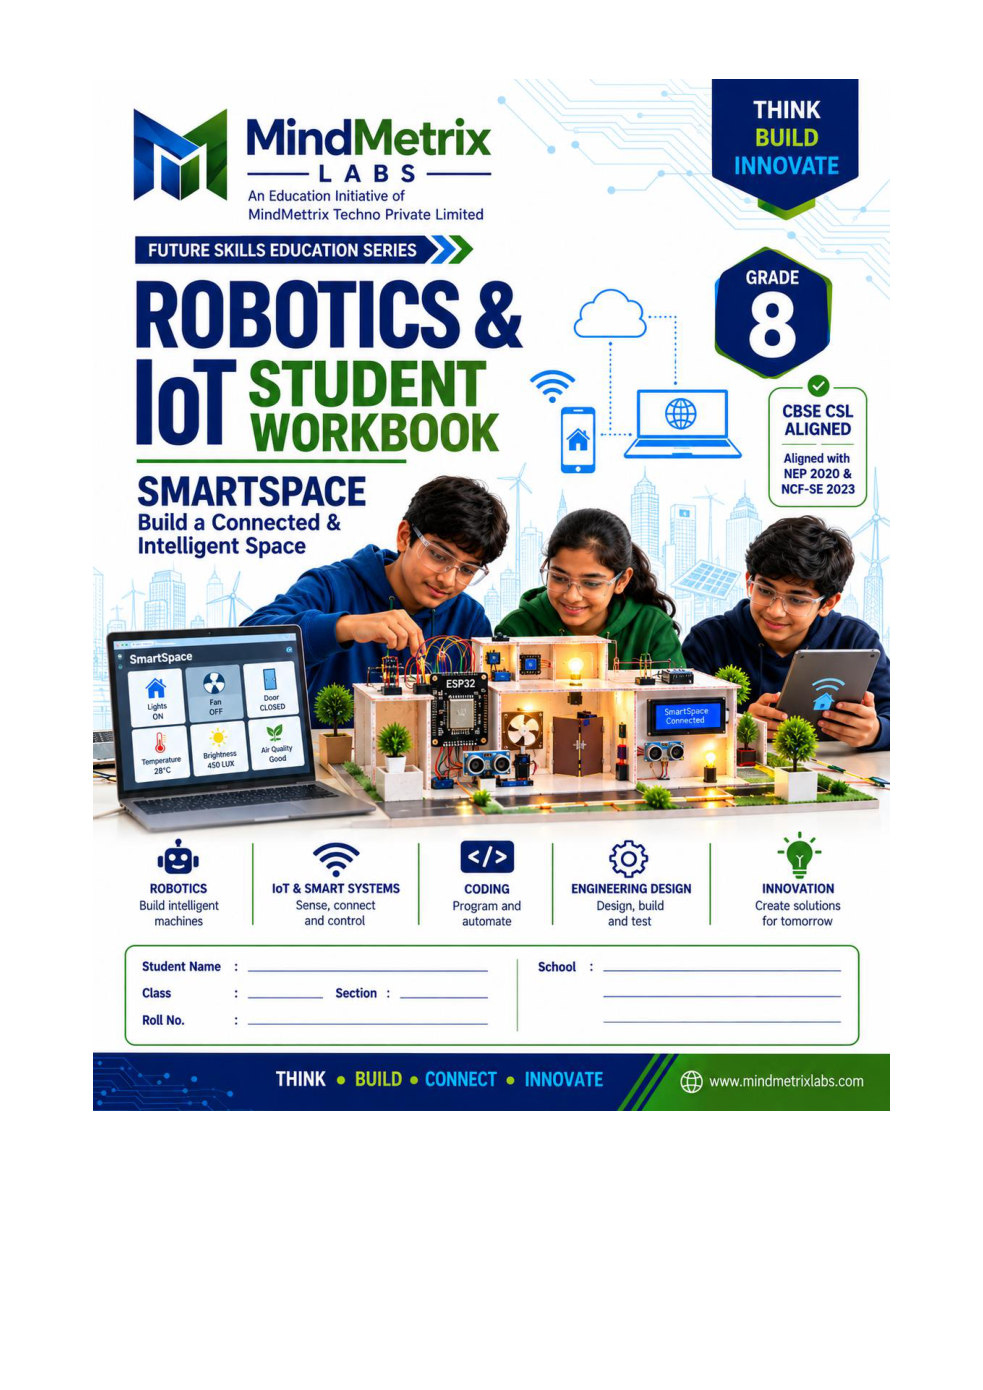 MindMetrix
LABS
An Education Initiative of
MindMettrix Techno Private Limited
THINK
BUILD
INNOVATE
FUTURE SKILLS EDUCATION SERIES
ROBOTICS &
IoT STUDENT
WORKBOOK
GRADE
8
CBSE CSL
ALIGNED
Aligned with
NEP 2020 &
NCF-SE 2023
SMARTSPACE
Build a Connected &
Intelligent Space
SmartSpace
Lights
ON
Fan
OFF
Door
CLOSED
Temperature
28°C
Brightness
450 LUX
Air Quality
Good
ESP32
SmartSpace
Connected
ROBOTICS
Build intelligent
machines
IoT & SMART SYSTEMS
Sense, connect
and control
CODING
Program and
automate
ENGINEERING DESIGN
Design, build
and test
INNOVATION
Create solutions
for tomorrow
Student Name :
Class :
Section :
Roll No. :
School :
THINK • BUILD • CONNECT • INNOVATE
www.mindmetrixlabs.com